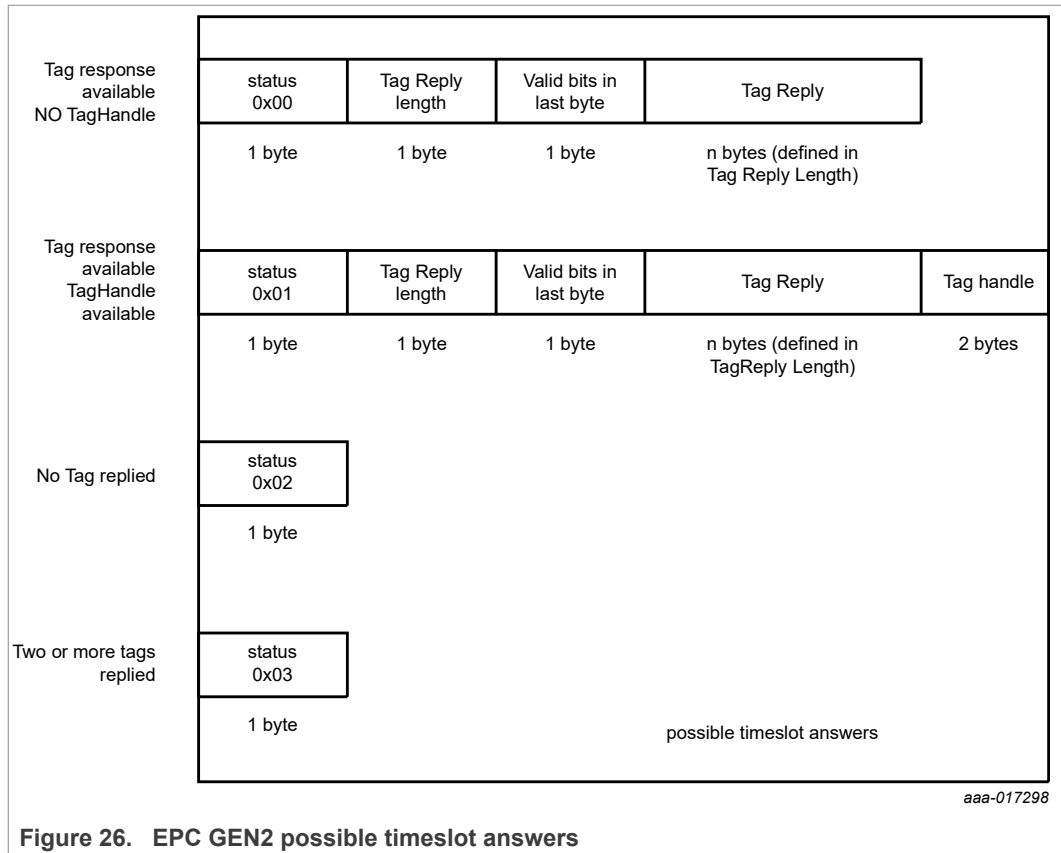 Tag response
available
NO TagHandle
status
0x00
Tag Reply
length
Valid bits in
last byte
Tag Reply
1 byte
1 byte
1 byte
n bytes (defined in
Tag Reply Length)
Tag response
available
TagHandle
available
status
0x01
Tag Reply
length
Valid bits in
last byte
Tag Reply
Tag handle
1 byte
1 byte
1 byte
n bytes (defined in
TagReply Length)
2 bytes
No Tag replied
status
0x02
1 byte
Two or more tags
replied
status
0x03
1 byte
possible timeslot answers
aaa-017298
Figure 26. EPC GEN2 possible timeslot answers